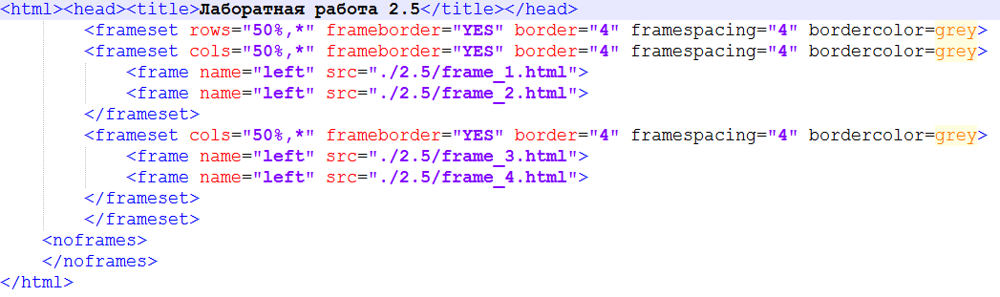 <html><head><title>Лаборатная работа 2.5</title></head>
<frameset rows="50%,*" frameborder="YES" border="4" framespacing="4" bordercolor=grey>
<frameset cols="50%,*" frameborder="YES" border="4" framespacing="4" bordercolor=grey>
<frame name="left" src="./2.5/frame_1.html">
<frame name="left" src="./2.5/frame_2.html">
</frameset>
<frameset cols="50%,*" frameborder="YES" border="4" framespacing="4" bordercolor=grey>
<frame name="left" src="./2.5/frame_3.html">
<frame name="left" src="./2.5/frame_4.html">
</frameset>
</frameset>
<noframes>
</noframes>
</html>